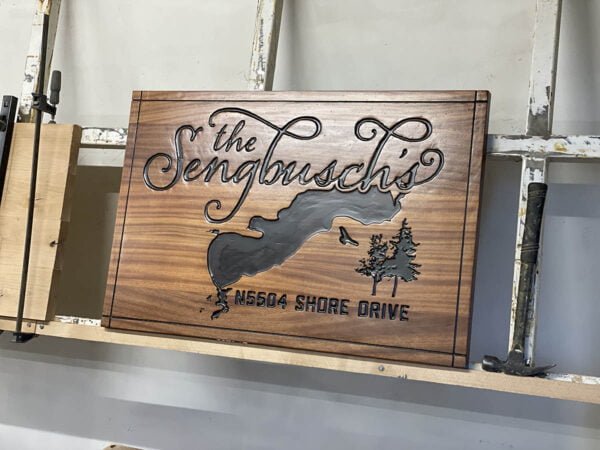 the
Sengbusch's
N5504 SHORE DRIVE